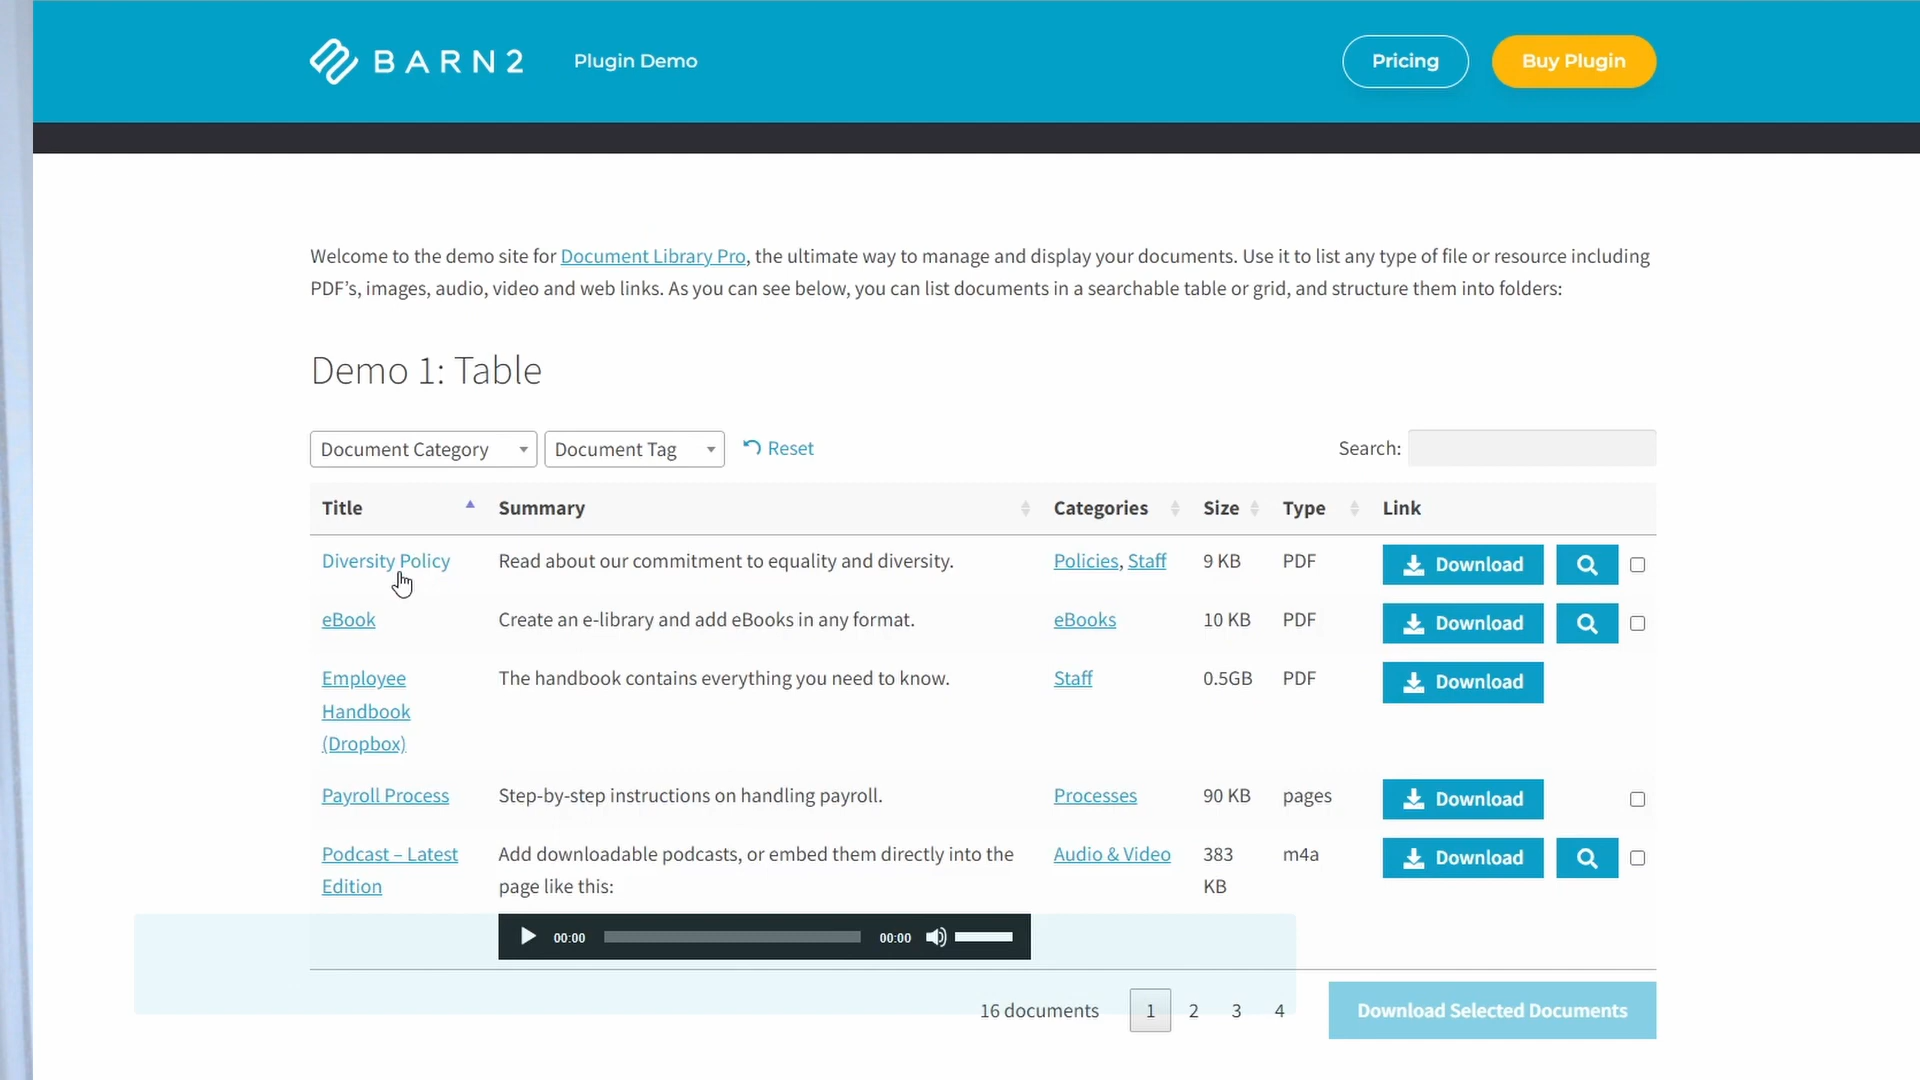 BARN2 Plugin Demo Pricing Buy Plugin
Welcome to the demo site for Document Library Pro, the ultimate way to manage and display your documents. Use it to list any type of file or resource including
PDF's, images, audio, video and web links. As you can see below, you can list documents in a searchable table or grid, and structure them into folders:
Demo 1: Table
Document Category Document Tag Reset Search:
Title Summary Categories Size Type Link
Diversity Policy Read about our commitment to equality and diversity. Policies, Staff 9 KB PDF Download
eBook Create an e-library and add eBooks in any format. eBooks 10 KB PDF Download
Employee The handbook contains everything you need to know. Staff 0.5GB PDF Download
Handbook
(Dropbox)
Payroll Process Step-by-step instructions on handling payroll. Processes 90 KB pages Download
Podcast – Latest Add downloadable podcasts, or embed them directly into the Audio & Video 383 m4a Download
Edition page like this: KB
00:00 00:00
16 documents 1 2 3 4 Download Selected Documents